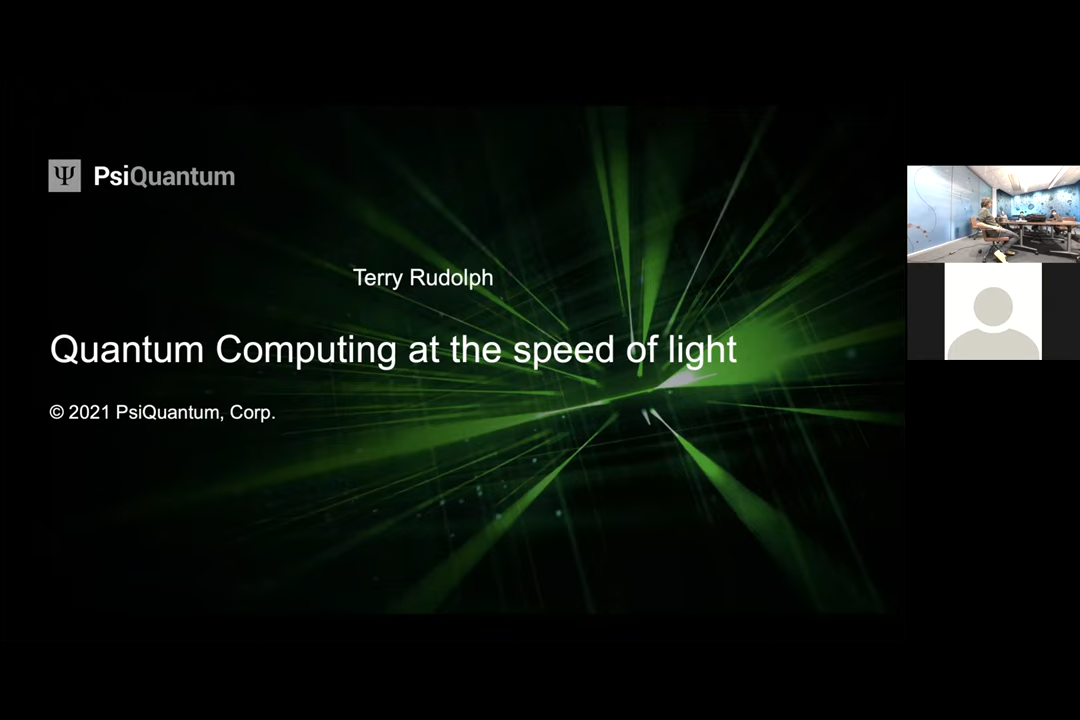 Ψ PsiQuantum
Terry Rudolph
Quantum Computing at the speed of light
© 2021 PsiQuantum, Corp.